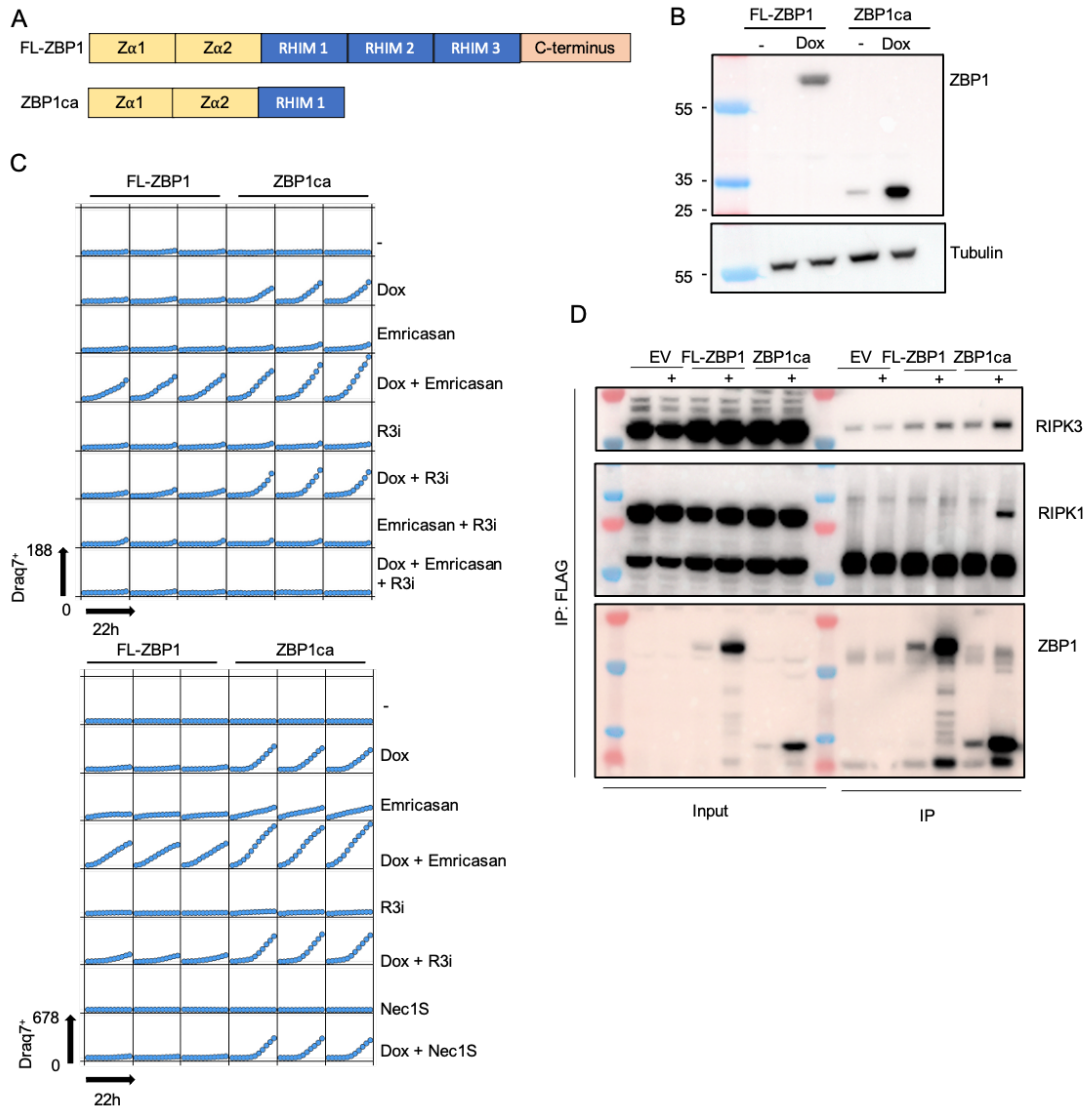 A
FL-ZBP1 Zα1 Zα2 RHIM 1 RHIM 2 RHIM 3 C-terminus
ZBP1ca Zα1 Zα2 RHIM 1
B
FL-ZBP1 ZBP1ca
- Dox - Dox
ZBP1
55 -
35 -
25 -
Tubulin
55 -
C
FL-ZBP1 ZBP1ca
-
Dox
Emricasan
Dox + Emricasan
R3i
Dox + R3i
Emricasan + R3i
Dox + Emricasan
+ R3i
Draq7⁺
188
0
22h
FL-ZBP1 ZBP1ca
-
Dox
Emricasan
Dox + Emricasan
R3i
Dox + R3i
Nec1S
Dox + Nec1S
Draq7⁺
678
0
22h
D
EV FL-ZBP1 ZBP1ca EV FL-ZBP1 ZBP1ca
+ + + + + +
RIPK3
RIPK1
ZBP1
IP: FLAG
Input IP